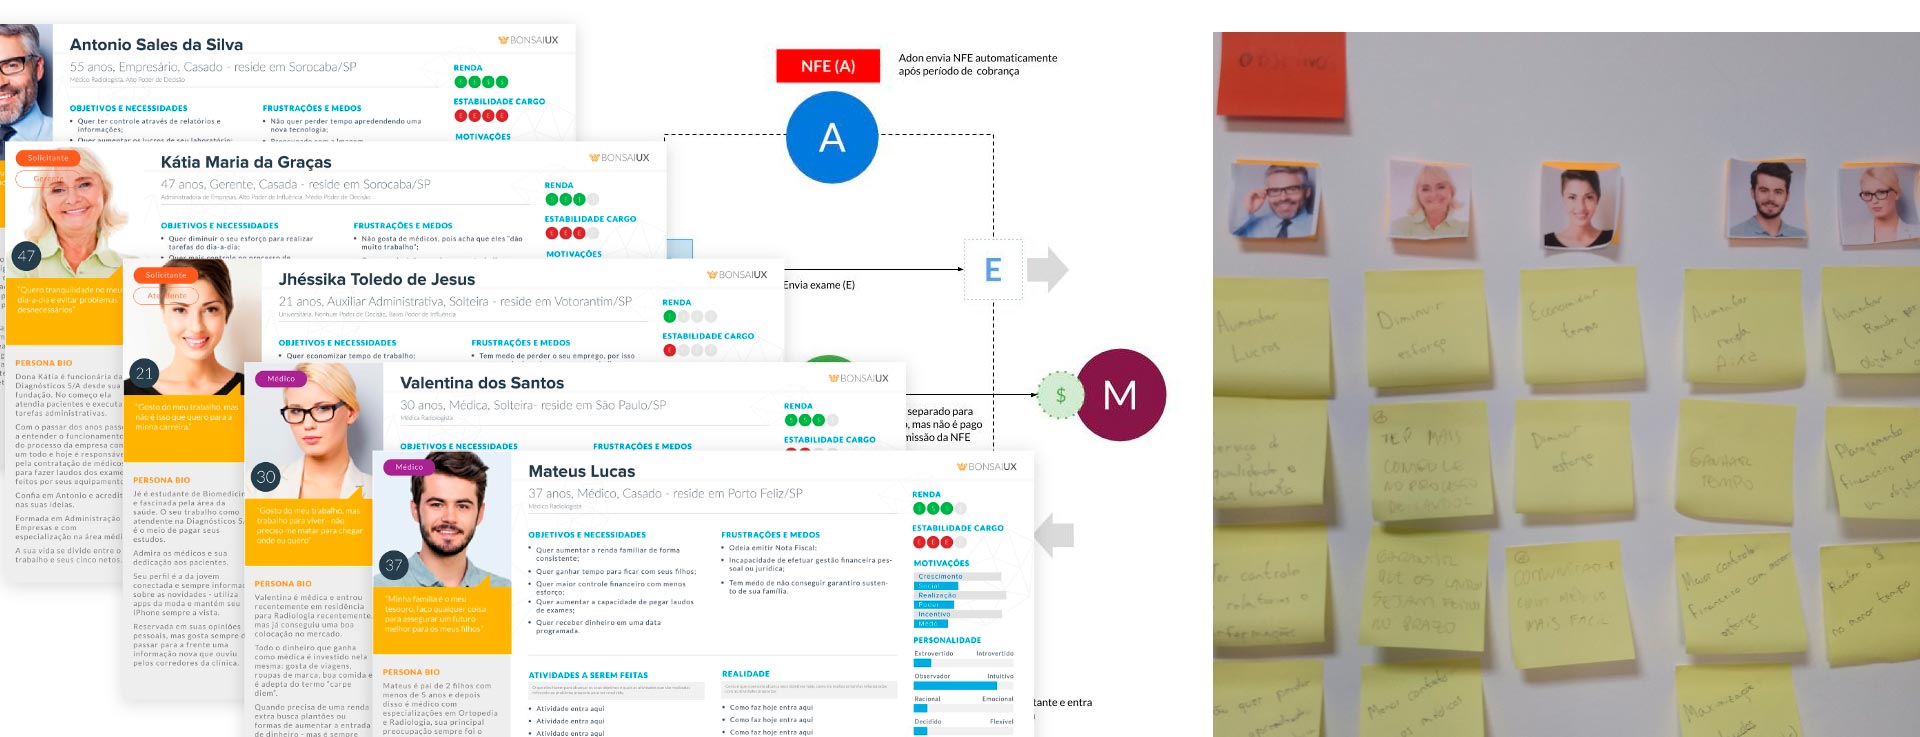 Antonio Sales da Silva
55 anos, Empresário, Casado - reside em Sorocaba/SP
Médico Radiologista, Alto Poder de Decisão
BONSAIUX
RENDA
ESTABILIDADE CARGO
MOTIVAÇÕES
OBJETIVOS E NECESSIDADES
• Quer ter controle através de relatórios e
informações;
• Quer aumentar os lucros de seu laboratório;
FRUSTRAÇÕES E MEDOS
• Não quer perder tempo apredendendo uma
nova tecnologia;
Solicitante
Gerente
47
Kátia Maria da Graças
47 anos, Gerente, Casada - reside em Sorocaba/SP
Administradora de Empresas, Alto Poder de Influência, Médio Poder de Decisão
BONSAIUX
RENDA
ESTABILIDADE CARGO
MOTIVAÇÕES
OBJETIVOS E NECESSIDADES
• Quer diminuir o seu esforço para realizar
tarefas do dia-a-dia;
• Quer mais controle no processo de
FRUSTRAÇÕES E MEDOS
• Não gosta de médicos, pois acha que eles "dão
muito trabalho";
"Quero tranquilidade no meu
dia-a-dia e evitar problemas
desnecessários"
PERSONA BIO
Dona Kátia é funcionária da
Diagnósticos S/A desde sua
fundação. No começo ela
atendia pacientes e executa
tarefas administrativas.
Com o passar dos anos pass
a entender o funcionamento
do processo da empresa com
um todo e hoje é responsáve
pela contratação de médicos
para fazer laudos dos exame
feitos por seus equipamento
Confia em Antonio e acredit
nas suas ideias.
Formada em Administração
Empresas e com
especialização na área médi
A sua vida se divide entre o
trabalho e seus cinco netos.
Solicitante
Atendente
21
Jhéssika Toledo de Jesus
21 anos, Auxiliar Administrativa, Solteira - reside em Votorantim/SP
Universitária, Nenhum Poder de Decisão, Baixo Poder de Influência
BONSAIUX
RENDA
ESTABILIDADE CARGO
OBJETIVOS E NECESSIDADES
• Quer economizar tempo de trabalho;
FRUSTRAÇÕES E MEDOS
• Tem medo de perder o seu emprego, por isso
"Gosto do meu trabalho, mas
não é isso que quero para a
minha carreira."
PERSONA BIO
Jé é estudante de Biomedicin
e fascinada pela área da
saúde. O seu trabalho como
atendente na Diagnósticos S
é o meio de pagar seus
estudos.
Admira os médicos e sua
dedicação aos pacientes.
Seu perfil é a da jovem
conectada e sempre informad
sobre as novidades - utiliza
apps da moda e mantém seu
iPhone sempre a vista.
Reservada em suas opiniões
pessoais, mas gosta sempre d
passar para a frente uma
informação nova que ouviu
pelos corredores da clínica.
Médico
30
Valentina dos Santos
30 anos, Médica, Solteira- reside em São Paulo/SP
Médica Radiologista
BONSAIUX
RENDA
ESTABILIDADE CARGO
OBJETIVOS E NECESSIDADES
FRUSTRAÇÕES E MEDOS
"Gosto do meu trabalho, mas
trabalho para viver - não
preciso me matar para chegar
onde eu quero"
PERSONA BIO
Valentina é médica e entrou
recentemente em residência
para Radiologia recentemente,
mas já conseguiu uma boa
colocação no mercado.
Todo o dinheiro que ganha
como médica é investido nela
mesma: gosta de viagens,
roupas de marca, boa comida e
é adepta do termo "carpe
diem".
Quando precisa de uma renda
extra busca plantões ou
formas de aumentar a entrada
de dinheiro - mas é sempre
Médico
37
Mateus Lucas
37 anos, Médico, Casado - reside em Porto Feliz/SP
Médico Radiologista
BONSAIUX
OBJETIVOS E NECESSIDADES
• Quer aumentar a renda familiar de forma
consistente;
• Quer ganhar tempo para ficar com seus filhos;
• Quer maior controle financeiro com menos
esforço;
• Quer aumentar a capacidade de pegar laudos
de exames;
• Quer receber dinheiro em uma data
programada.
FRUSTRAÇÕES E MEDOS
• Odeia emitir Nota Fiscal;
• Incapacidade de efetuar gestão financeira pes-
soal ou jurídica;
• Tem medo de não conseguir garantiro susten-
to de sua família.
RENDA
ESTABILIDADE CARGO
MOTIVAÇÕES
Crescimento
Social
Realização
Poder
Incentivo
Medo
PERSONALIDADE
Extrovertido Introvertido
Observador Intuitivo
Racional Emocional
Decidido Flexível
"Minha família é o meu
tesouro, faço qualquer coisa
para assegurar um futuro
melhor para os meus filhos"
PERSONA BIO
Mateus é pai de 2 filhos com
menos de 5 anos e depois
disso é médico com
especializações em Ortopedia
e Radiologia, sua principal
preocupação sempre foi o
ATIVIDADES A SEREM FEITAS
• Atividade entra aqui
• Atividade entra aqui
• Atividade entra aqui
REALIDADE
• Como faz hoje entra aqui
• Como faz hoje entra aqui
• Como faz hoje entra aqui
NFE (A)
Adon envia NFE automaticamente
após período de cobrança
A
E
Envia exame (E)
$
M
separado para
, mas não é pago
missão da NFE
tante e entra
OBJETIVOS
Aumentar
Lucros
Diminuir
esforço
Economizar
tempo
Aumentar
renda
Aumentar
Renda
TER MAIS
CONTROLE
NO PROCESSO
DE LAUDOS
Diminuir
esforço
GANHAR
TEMPO
Planejamento
financeiro
GARANTIR
QUE OS LAUDOS
SEJAM FEITOS
NO PRAZO
COMUNICAÇÃO
COM MÉDICO
MAIS FÁCIL
Maior controle
financeiro com
menos
esforço
Receber o $
no menor tempo
Menos contato
médicos